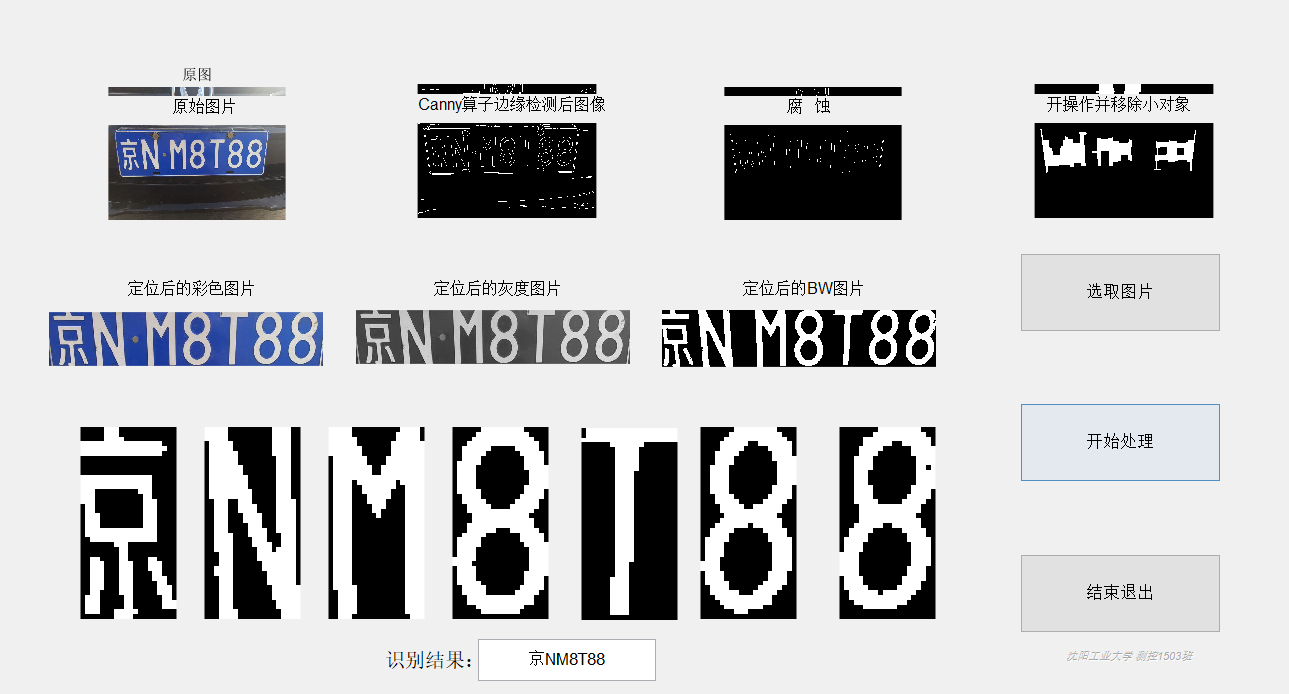 原图
原始图片
Canny算子边缘检测后图像
腐 蚀
开操作并移除小对象
京N·M8T88
选取图片
定位后的彩色图片
定位后的灰度图片
定位后的BW图片
京N·M8T88
京N·M8T88
京N M8T88
开始处理
京 N M 8 T 8 8
结束退出
识别结果：
京NM8T88
沈阳工业大学 测控1503班